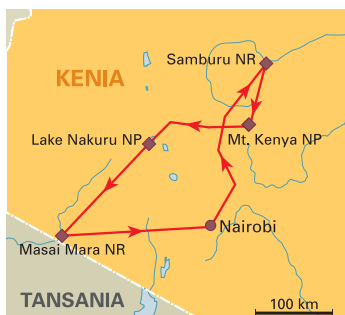 Samburu NR
KENIA
Lake Nakuru NP
Mt. Kenya NP
Nairobi
Masai Mara NR
TANSANIA
100 km